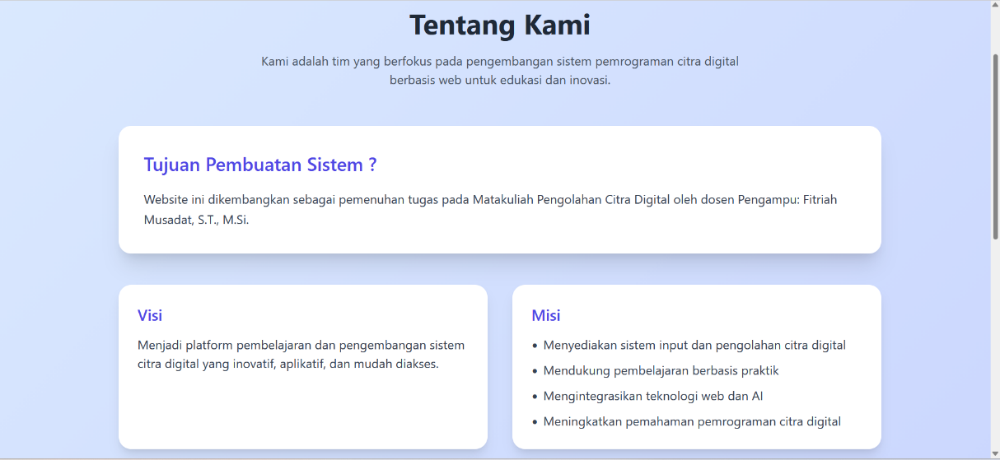 Tentang Kami
Kami adalah tim yang berfokus pada pengembangan sistem pemrograman citra digital
berbasis web untuk edukasi dan inovasi.
Tujuan Pembuatan Sistem ?
Website ini dikembangkan sebagai pemenuhan tugas pada Matakuliah Pengolahan Citra Digital oleh dosen Pengampu: Fitriah
Musadat, S.T., M.Si.
Visi
Menjadi platform pembelajaran dan pengembangan sistem
citra digital yang inovatif, aplikatif, dan mudah diakses.
Misi
• Menyediakan sistem input dan pengolahan citra digital
• Mendukung pembelajaran berbasis praktik
• Mengintegrasikan teknologi web dan AI
• Meningkatkan pemahaman pemrograman citra digital